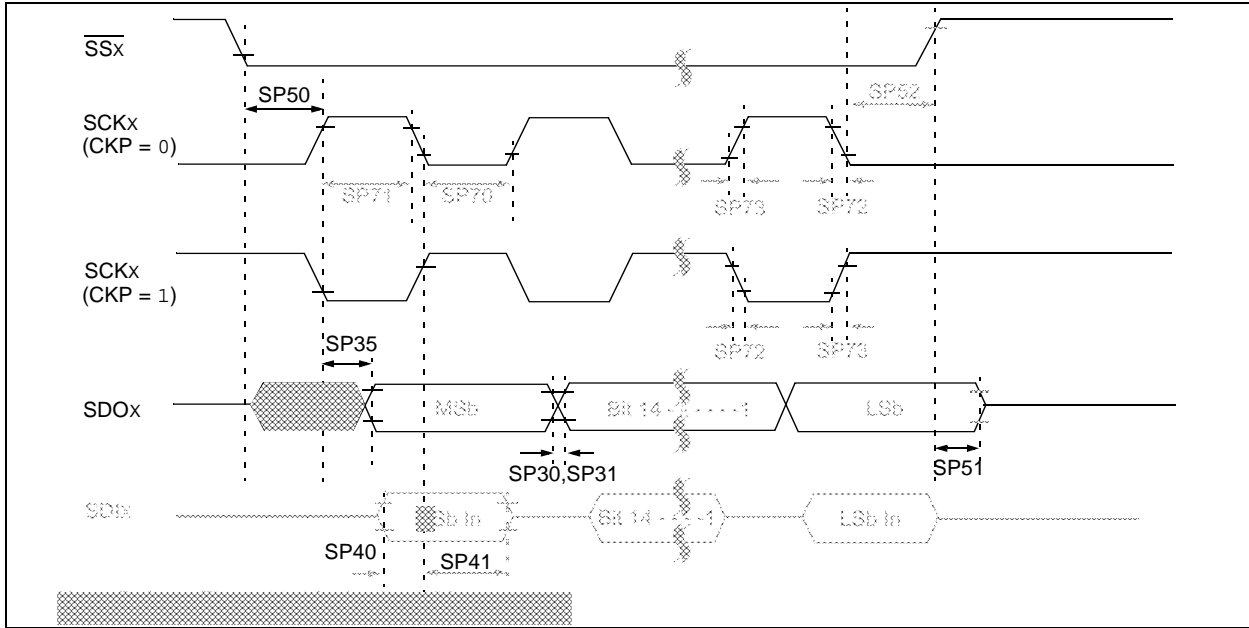 SSX
SP50
SP52
SCKX
(CKP = 0)
SP71
SP70
SP73
SP72
SCKX
(CKP = 1)
SP35
SP72
SP73
SDOX
MSb
Bit 14 - - - - - -1
LSb
SP30,SP31
SP51
SDIX
Sb In
Bit 14 - - - -1
LSb In
SP40
SP41